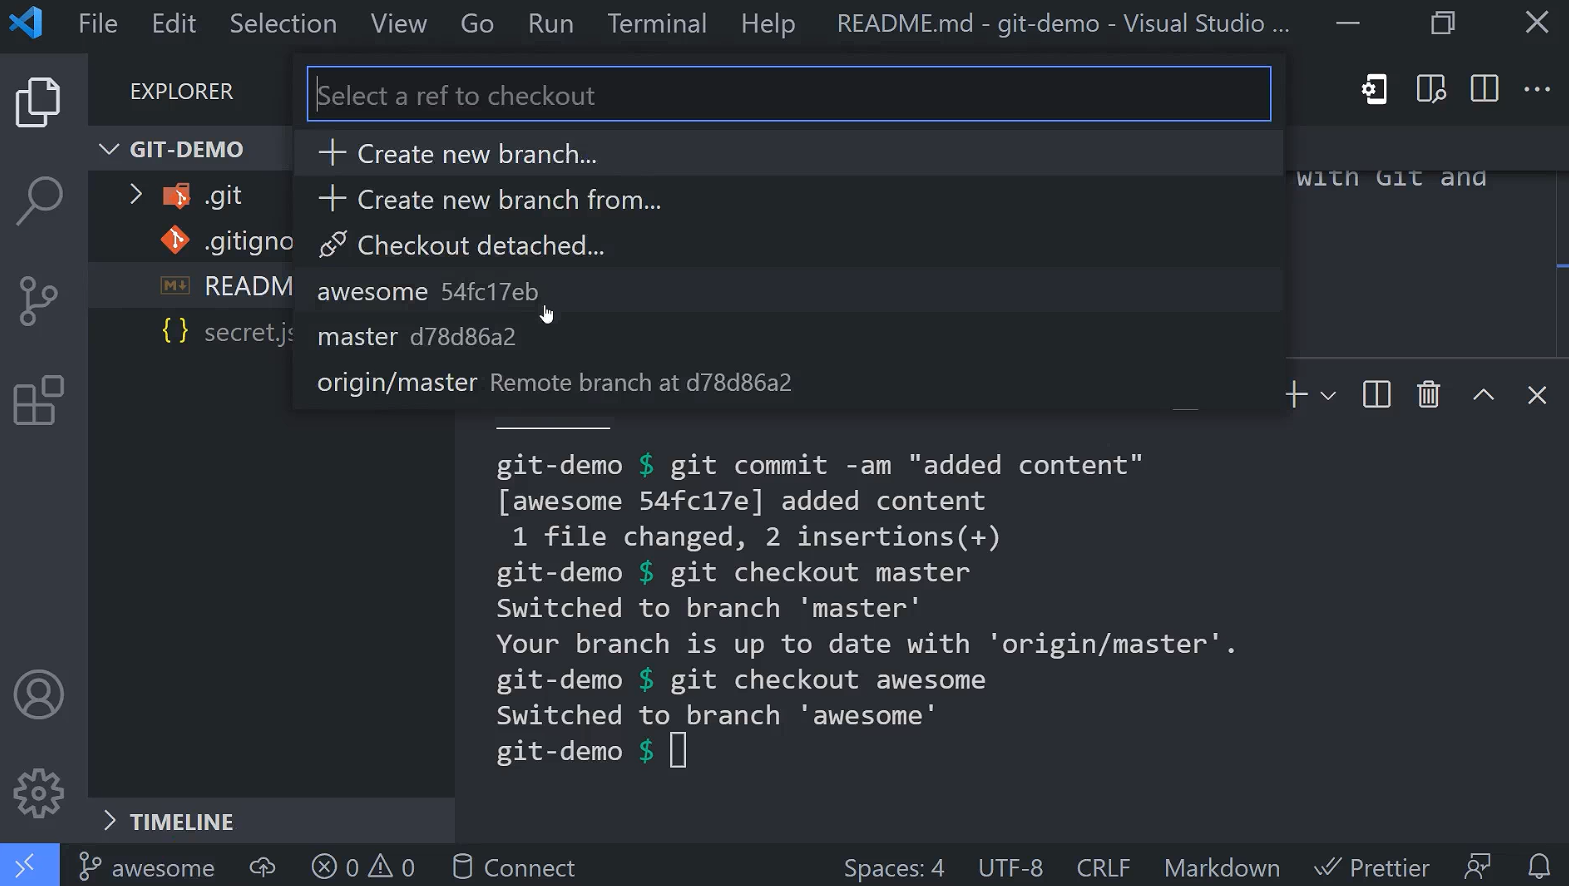 File Edit Selection View Go Run Terminal Help README.md - git-demo - Visual Studio ...
EXPLORER
Select a ref to checkout
GIT-DEMO
Create new branch...
with Git and
.git
Create new branch from...
.gitigno
Checkout detached...
READM
awesome 54fc17eb
secret.js
master d78d86a2
origin/master Remote branch at d78d86a2
git-demo $ git commit -am "added content"
[awesome 54fc17e] added content
1 file changed, 2 insertions(+)
git-demo $ git checkout master
Switched to branch 'master'
Your branch is up to date with 'origin/master'.
git-demo $ git checkout awesome
Switched to branch 'awesome'
git-demo $
TIMELINE
awesome 0 0 Connect Spaces: 4 UTF-8 CRLF Markdown Prettier